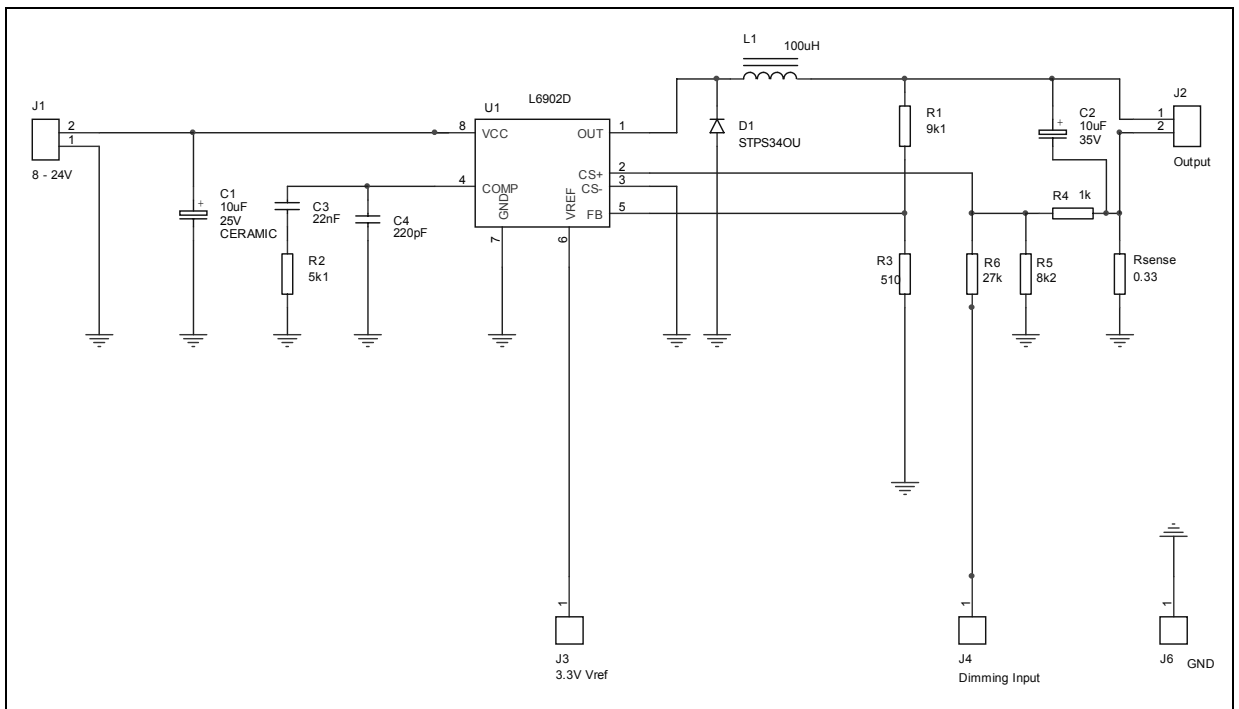 L1
100uH
J1
2
1
8 - 24V
C1
10uF
25V
CERAMIC
+
C3
22nF
R2
5k1
C4
220pF
U1
L6902D
8
VCC
4
COMP
GND
7
VREF
6
OUT
1
CS+
2
CS-
3
FB
5
D1
STPS34OU
R1
9k1
R3
510
C2
10uF
35V
+
R4
1k
R6
27k
R5
8k2
Rsense
0.33
J2
1
2
Output
1
J3
3.3V Vref
1
J4
Dimming Input
1
J6
GND